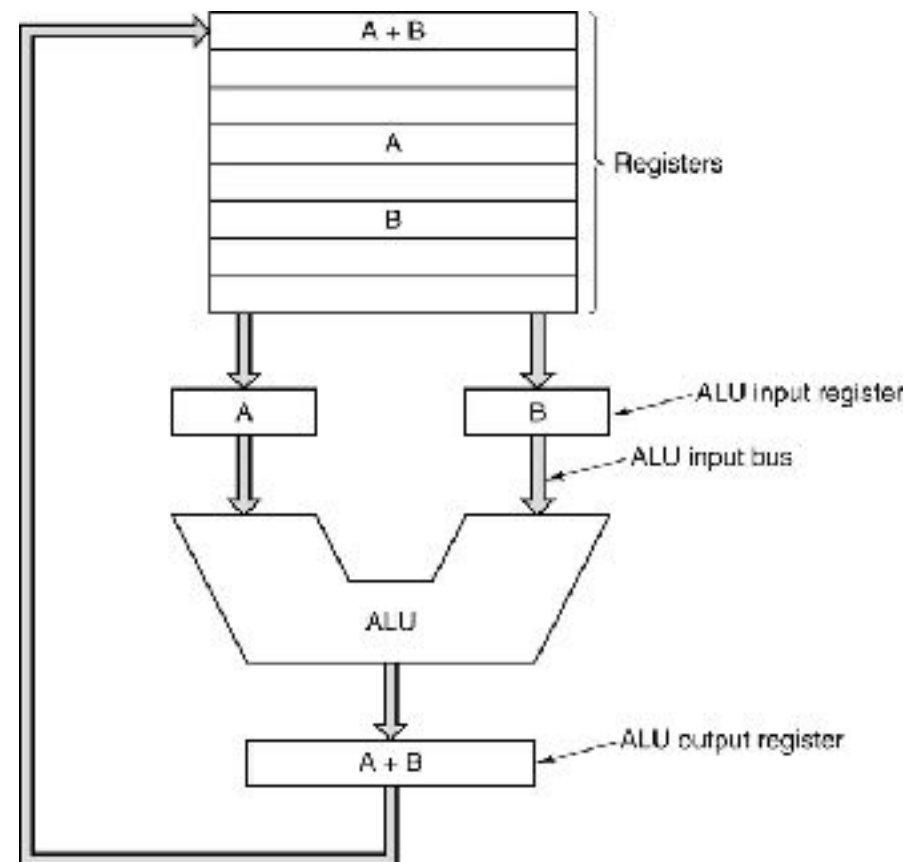 A + B
A
Registers
B
A
B
ALU input register
ALU input bus
ALU
A + B
ALU output register